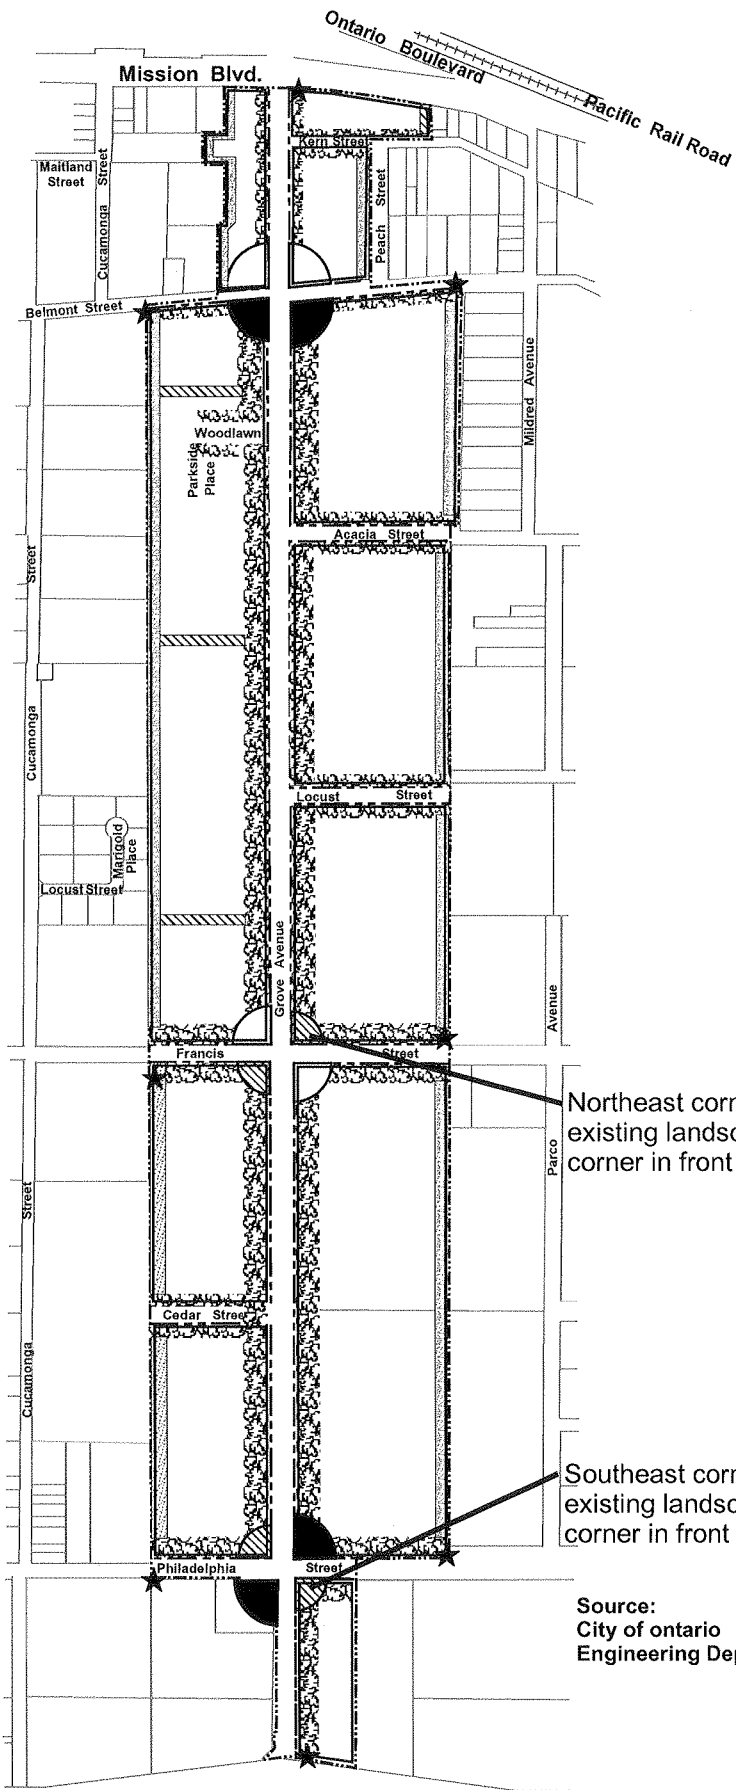 Ontario Boulevard
Pacific Rail Road
Mission Blvd.
Kern Street
Maitland
Street
Cucamonga Street
Peach Street
Belmont Street
Mildred Avenue
Woodlawn
Parkside
Place
Acacia Street
Street
Cucamonga
Locust Street
Marigold
Place
Locust Street
Grove Avenue
Avenue
Francis Street
Northeast corn
existing landsc
corner in front
Parco
Street
Cedar Stree
Cucamonga
Southeast corn
existing landsc
corner in front
Philadelphia Street
Source:
City of ontario
Engineering Dep